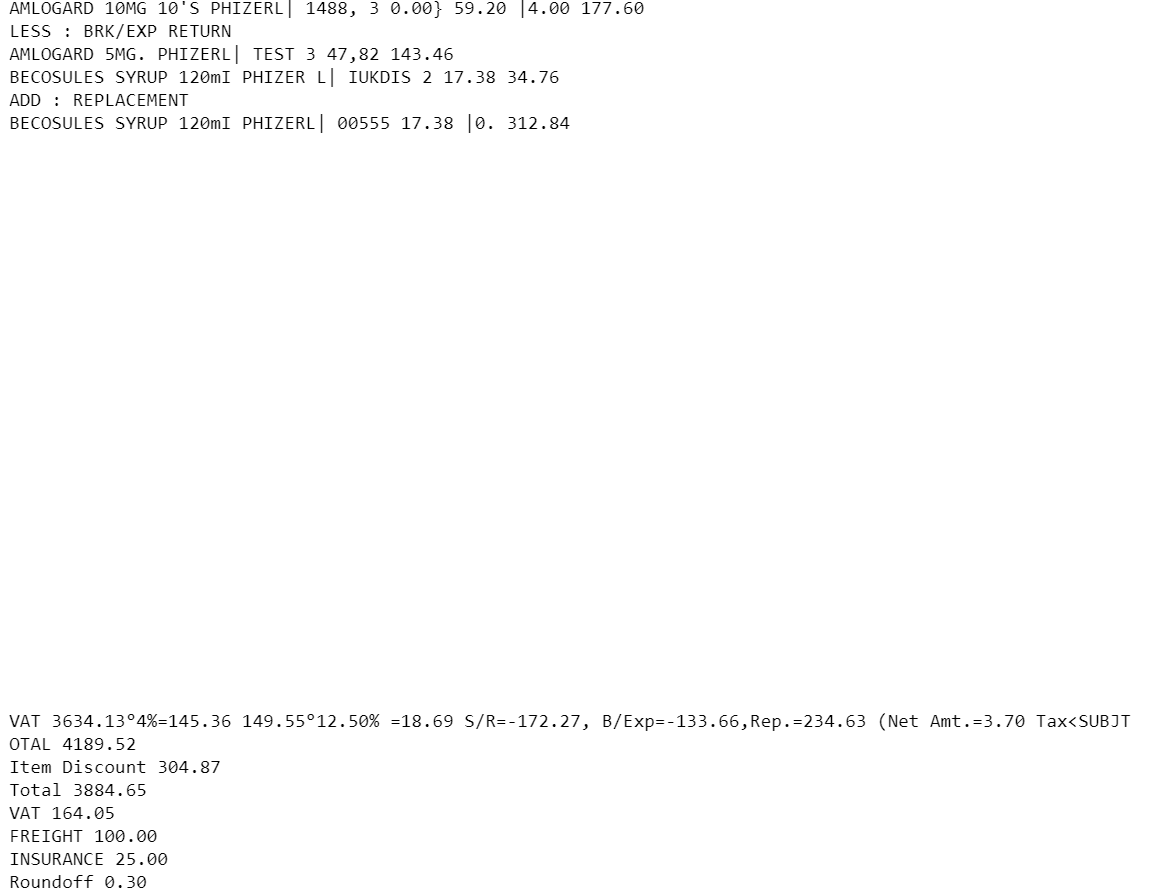 AMLOGARD 10MG 10'S PHIZERL| 1488, 3 0.00} 59.20 |4.00 177.60
LESS : BRK/EXP RETURN
AMLOGARD 5MG. PHIZERL| TEST 3 47,82 143.46
BECOSULES SYRUP 120mI PHIZER L| IUKDIS 2 17.38 34.76
ADD : REPLACEMENT
BECOSULES SYRUP 120mI PHIZERL| 00555 17.38 |0. 312.84
VAT 3634.13°4%=145.36 149.55°12.50% =18.69 S/R=-172.27, B/Exp=-133.66,Rep.=234.63 (Net Amt.=3.70 Tax<SUBJT
OTAL 4189.52
Item Discount 304.87
Total 3884.65
VAT 164.05
FREIGHT 100.00
INSURANCE 25.00
Roundoff 0.30